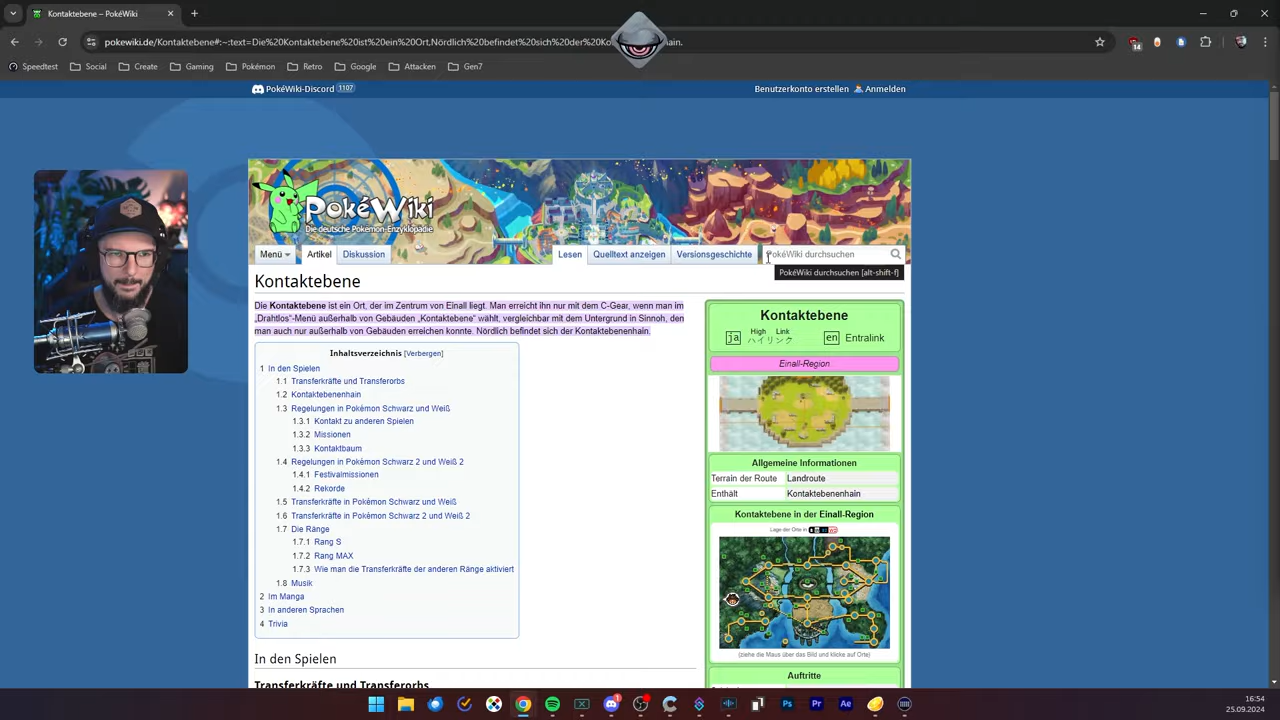 Kontaktebene – PokéWiki
pokewiki.de/Kontaktebene#:~:text=Die%20Kontaktebene%20ist%20ein%20Ort,Nördlich%20befindet%20sich%20der%20Ko
ain.
14
Speedtest
Social
Create
Gaming
Pokémon
Retro
Google
Attacken
Gen7
PokéWiki-Discord 1107
Benutzerkonto erstellen
Anmelden
PokéWiki
Die deutsche Pokémon-Enzyklopädie
Menü
Artikel
Diskussion
Lesen
Quelltext anzeigen
Versionsgeschichte
PokéWiki durchsuchen
PokéWiki durchsuchen [alt-shift-f]
Kontaktebene
Die Kontaktebene ist ein Ort, der im Zentrum von Einall liegt. Man erreicht ihn nur mit dem C-Gear, wenn man im
„Drahtlos“-Menü außerhalb von Gebäuden „Kontaktebene“ wählt, vergleichbar mit dem Untergrund in Sinnoh, den
man auch nur außerhalb von Gebäuden erreichen konnte. Nördlich befindet sich der Kontaktebenenhain.
Inhaltsverzeichnis [Verbergen]
1 In den Spielen
1.1 Transferkräfte und Transferorbs
1.2 Kontaktebenenhain
1.3 Regelungen in Pokémon Schwarz und Weiß
1.3.1 Kontakt zu anderen Spielen
1.3.2 Missionen
1.3.3 Kontaktbaum
1.4 Regelungen in Pokémon Schwarz 2 und Weiß 2
1.4.1 Festivalmissionen
1.4.2 Rekorde
1.5 Transferkräfte in Pokémon Schwarz und Weiß
1.6 Transferkräfte in Pokémon Schwarz 2 und Weiß 2
1.7 Die Ränge
1.7.1 Rang S
1.7.2 Rang MAX
1.7.3 Wie man die Transferkräfte der anderen Ränge aktiviert
1.8 Musik
2 Im Manga
3 In anderen Sprachen
4 Trivia
In den Spielen
Transferkräfte und Transferorbs
Kontaktebene
High Link
ja ハイリンク
en Entralink
Einall-Region
Allgemeine Informationen
Terrain der Route Landroute
Enthält Kontaktebenenhain
Kontaktebene in der Einall-Region
Lage der Orte in
(ziehe die Maus über das Bild und klicke auf Orte)
Auftritte
1
Ps
Pr
Ae
16:54
25.09.2024